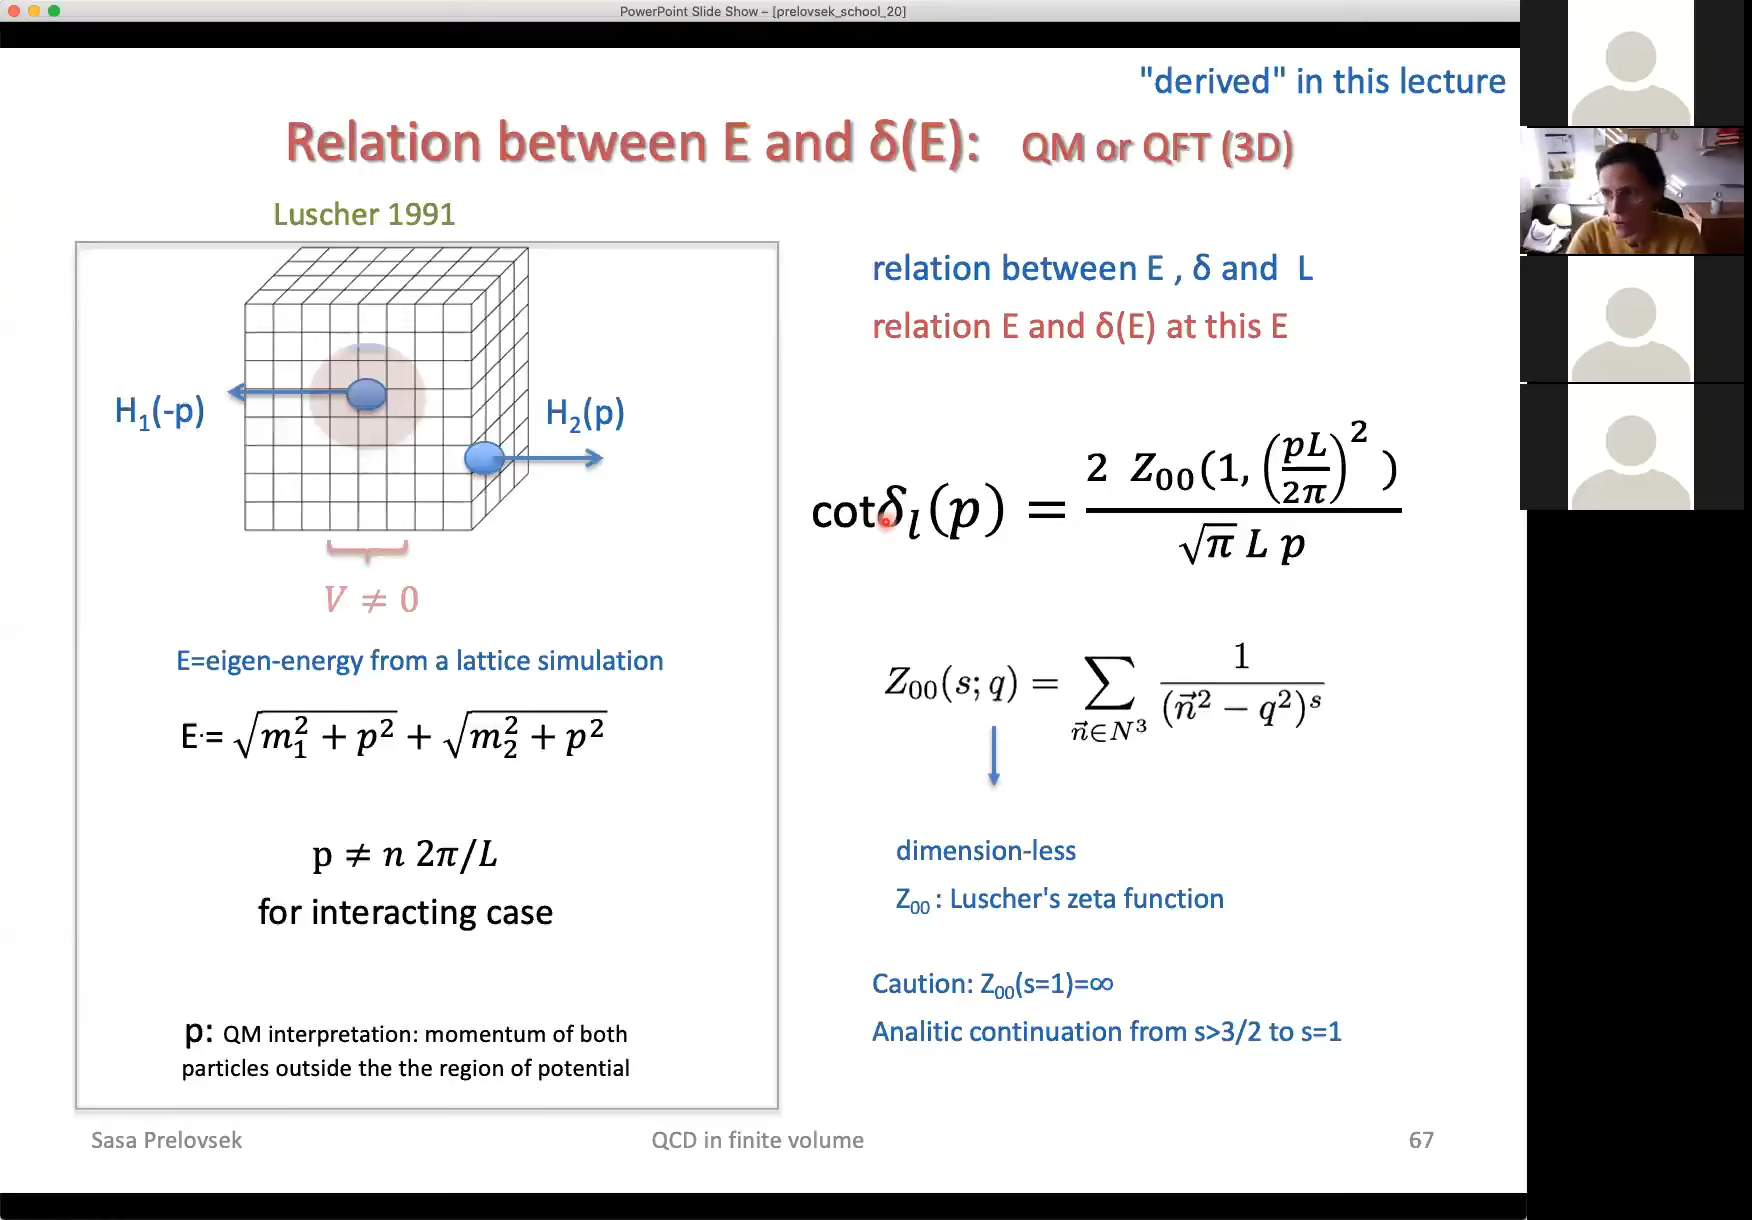 PowerPoint Slide Show – [prelovsek_school_20]
"derived" in this lecture
Relation between E and δ(E): QM or QFT (3D)
Luscher 1991
H₁(-p)
H₂(p)
V ≠ 0
E=eigen-energy from a lattice simulation
E = √(m₁² + p²) + √(m₂² + p²)
p ≠ n 2π/L
for interacting case
p: QM interpretation: momentum of both
particles outside the the region of potential
relation between E , δ and L
relation E and δ(E) at this E
cotδ_l(p) = 2 Z₀₀(1, (pL/2π)²) / √π L p
Z₀₀(s; q) = ∑_{n⃗∈N³} 1/(n⃗² − q²)^s
dimension-less
Z₀₀ : Luscher's zeta function
Caution: Z₀₀(s=1)=∞
Analitic continuation from s>3/2 to s=1
Sasa Prelovsek
QCD in finite volume
67